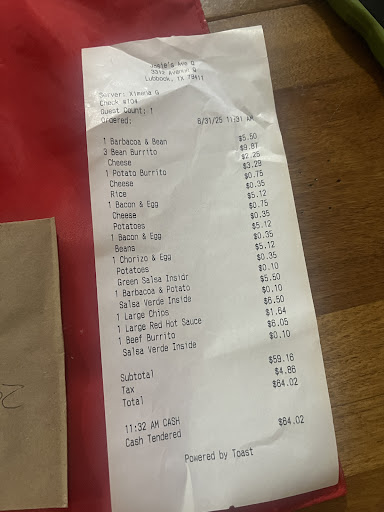 Josie's Ave Q
3312 Avenue Q
Lubbock, TX 79411
Server: Ximena G
Check #104
Guest Count: 1
Ordered: 8/31/25 11:31 AM
1 Barbacoa & Bean $5.50
3 Bean Burrito $9.87
Cheese $2.25
1 Potato Burrito $3.29
Cheese $0.75
Rice $0.35
1 Bacon & Egg $5.12
Cheese $0.75
Potatoes $0.35
1 Bacon & Egg $5.12
Beans $0.35
1 Chorizo & Egg $5.12
Potatoes $0.35
Green Salsa Insidr $0.10
1 Barbacoa & Potato $5.50
Salsa Verde Inside $0.10
1 Large Chips $6.50
1 Large Red Hot Sauce $1.64
1 Beef Burrito $6.05
Salsa Verde Inside $0.10
Subtotal $59.16
Tax $4.86
Total $64.02
11:32 AM CASH
Cash Tendered $64.02
Powered by Toast